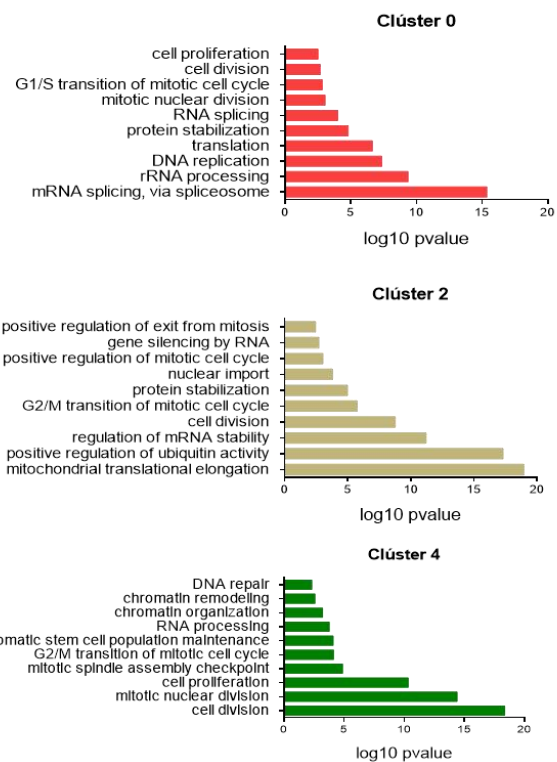 Clúster 0
cell proliferation
cell division
G1/S transition of mitotic cell cycle
mitotic nuclear division
RNA splicing
protein stabilization
translation
DNA replication
rRNA processing
mRNA splicing, via spliceosome
0 5 10 15 20
log10 pvalue
Clúster 2
positive regulation of exit from mitosis
gene silencing by RNA
positive regulation of mitotic cell cycle
nuclear import
protein stabilization
G2/M transition of mitotic cell cycle
cell division
regulation of mRNA stability
positive regulation of ubiquitin activity
mitochondrial translational elongation
0 5 10 15 20
log10 pvalue
Clúster 4
DNA repair
chromatin remodeling
chromatin organization
RNA processing
omatic stem cell population maintenance
G2/M transition of mitotic cell cycle
mitotic spindle assembly checkpoint
cell proliferation
mitotic nuclear division
cell division
0 5 10 15 20
log10 pvalue